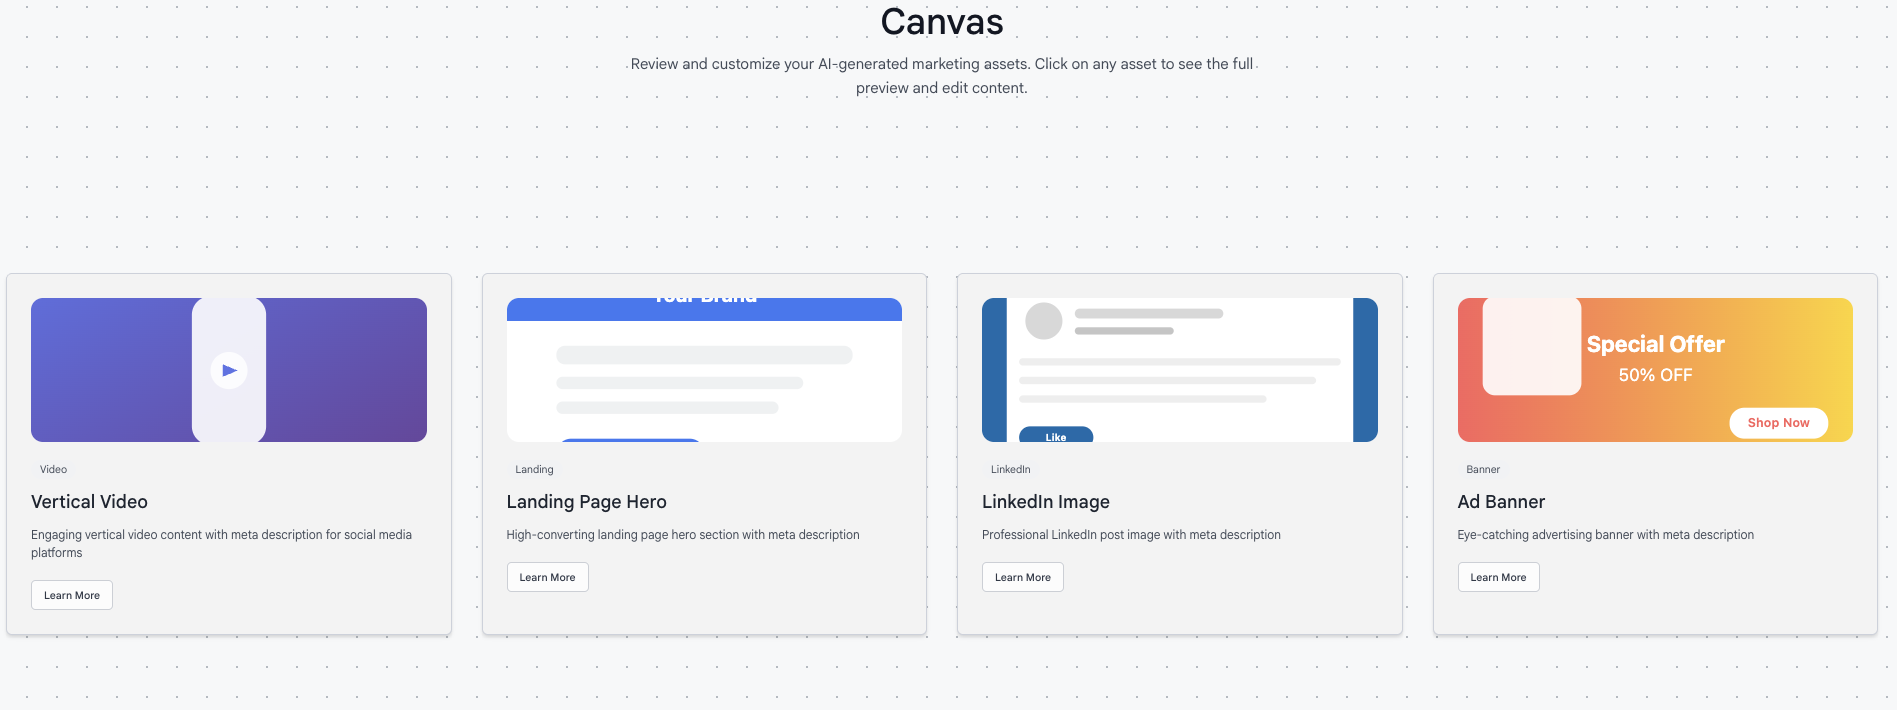 Canvas
Review and customize your AI-generated marketing assets. Click on any asset to see the full
preview and edit content.
Your Brand
Like
Special Offer
50% OFF
Shop Now
Video
Vertical Video
Engaging vertical video content with meta description for social media
platforms
Learn More
Landing
Landing Page Hero
High-converting landing page hero section with meta description
Learn More
LinkedIn
LinkedIn Image
Professional LinkedIn post image with meta description
Learn More
Banner
Ad Banner
Eye-catching advertising banner with meta description
Learn More